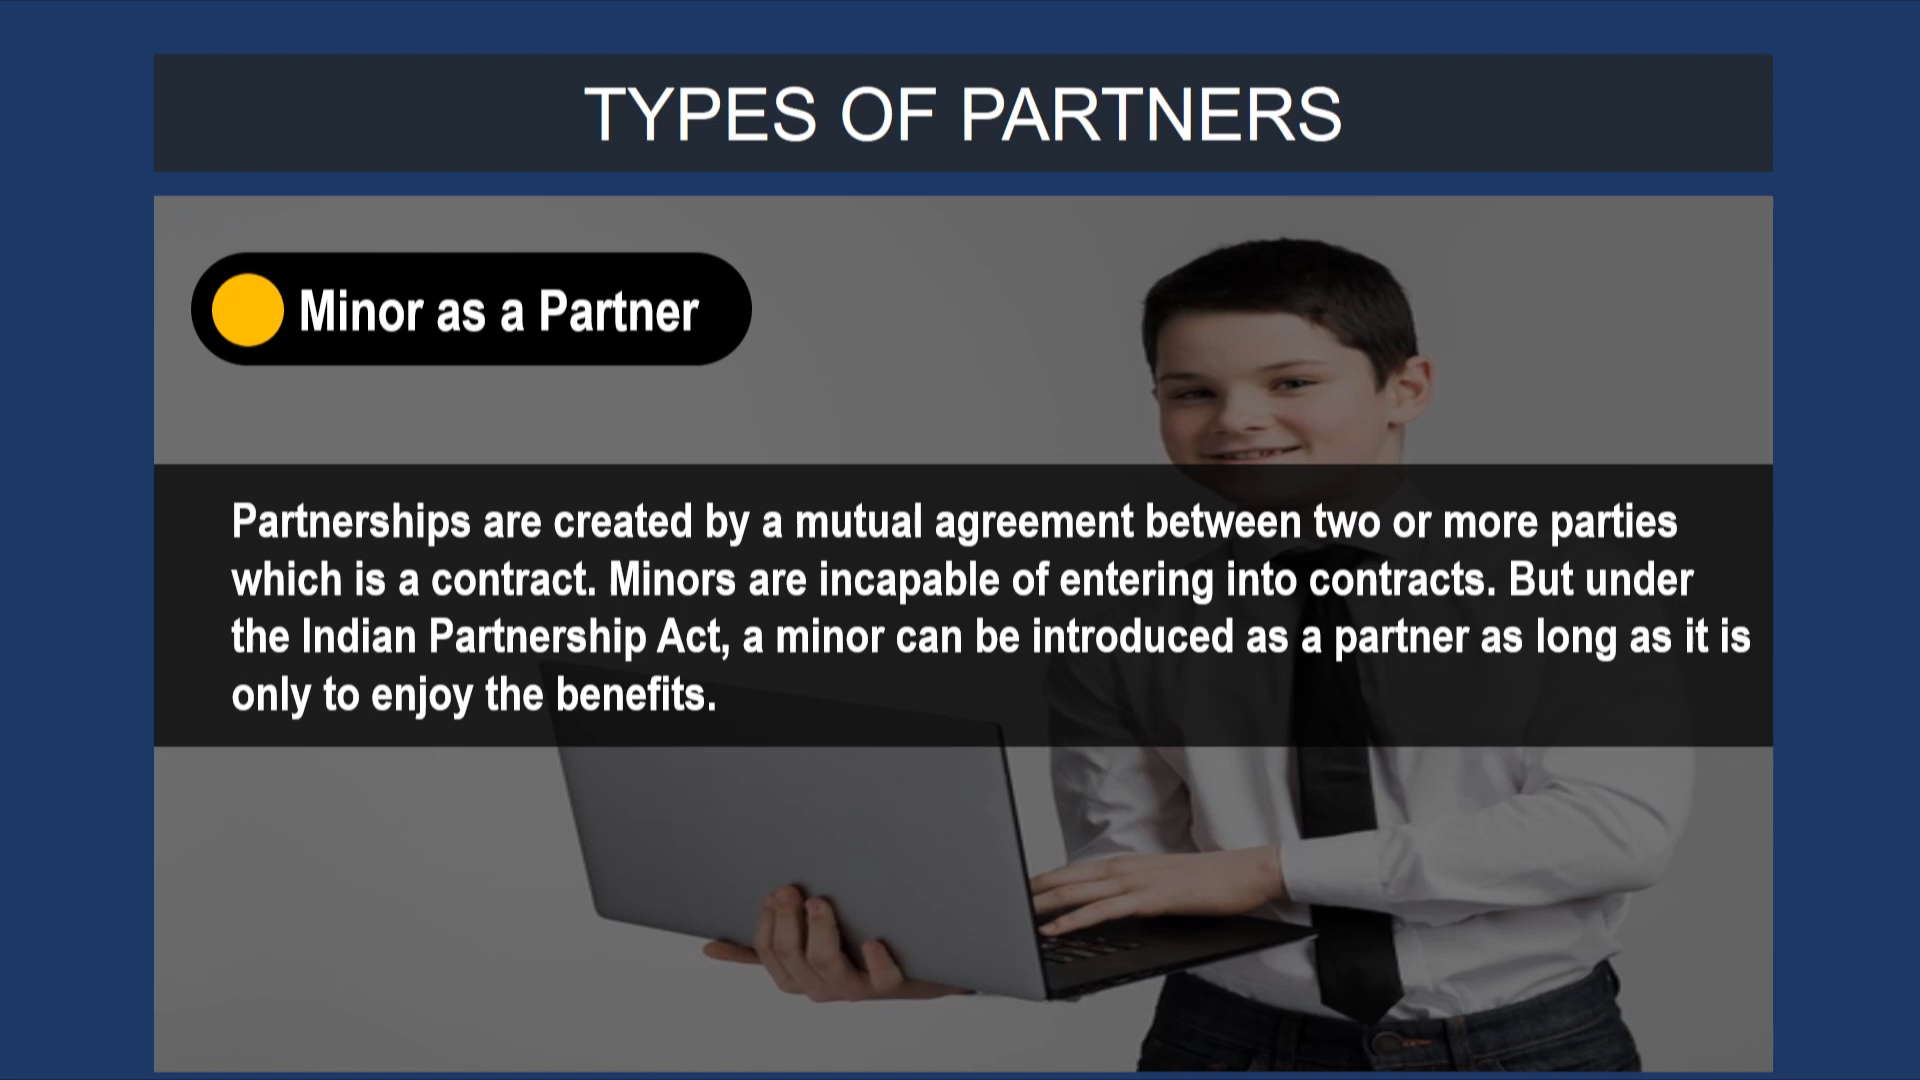 TYPES OF PARTNERS
Minor as a Partner
Partnerships are created by a mutual agreement between two or more parties
which is a contract. Minors are incapable of entering into contracts. But under
the Indian Partnership Act, a minor can be introduced as a partner as long as it is
only to enjoy the benefits.